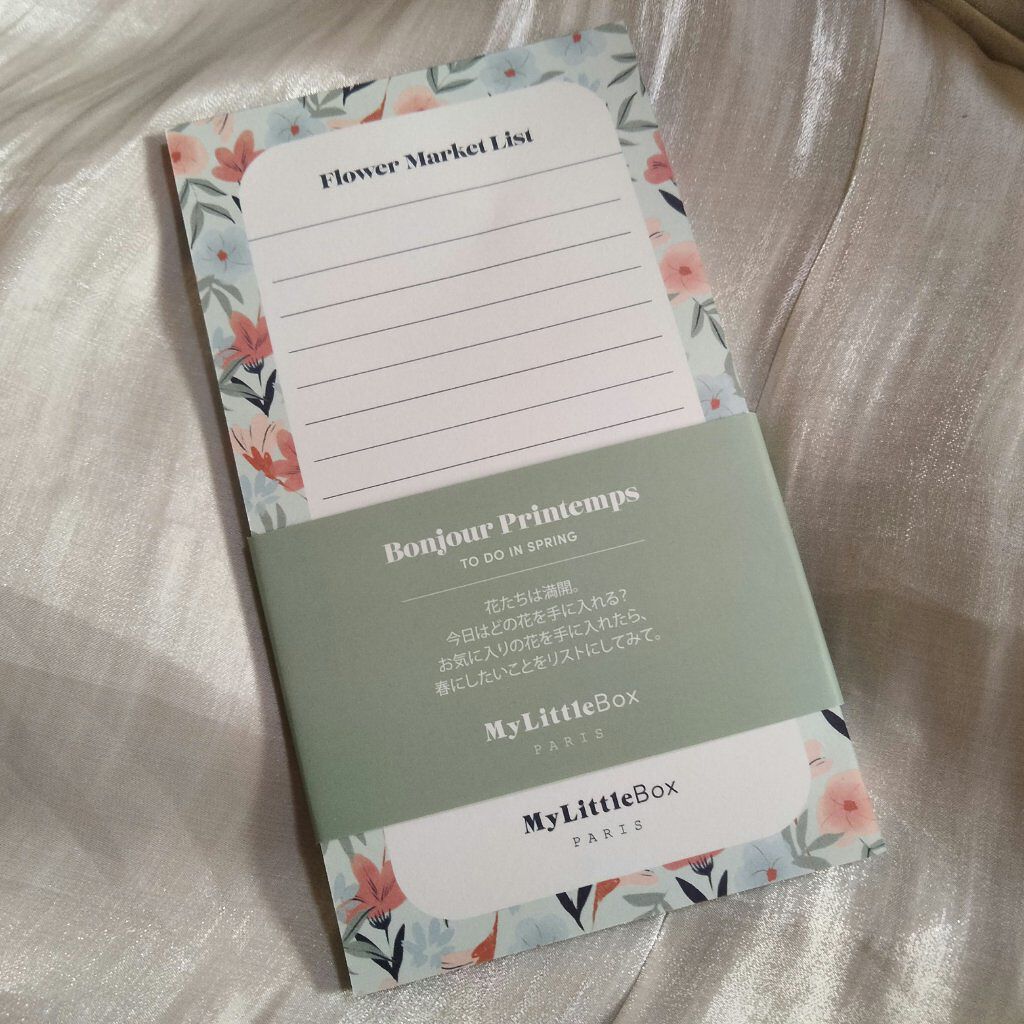 Flower Market List
Bonjour Printemps
TO DO IN SPRING
花たちは満開。
今日はどの花を手に入れる?
お気に入りの花を手に入れたら、
春にしたいことをリストにしてみて。
MyLittleBox
PARIS
MyLittleBox
PARIS